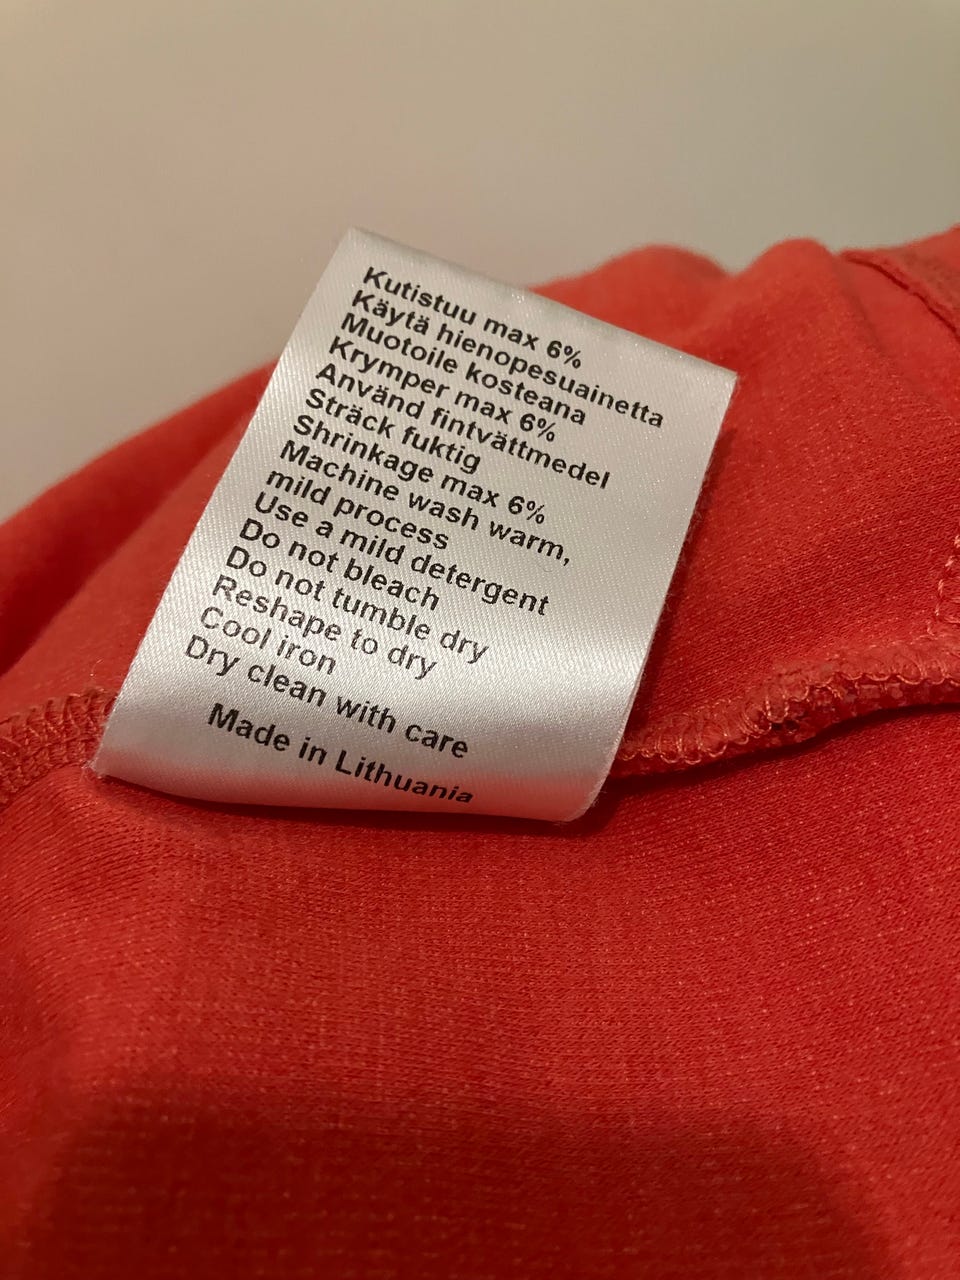 Kutistuu max 6%
Käytä hienopesuainetta
Muotoile kosteana
Krymper max 6%
Använd fintvättmedel
Sträck fuktig
Shrinkage max 6%
Machine wash warm,
mild process
Use a mild detergent
Do not bleach
Do not tumble dry
Reshape to dry
Cool iron
Dry clean with care
Made in Lithuania